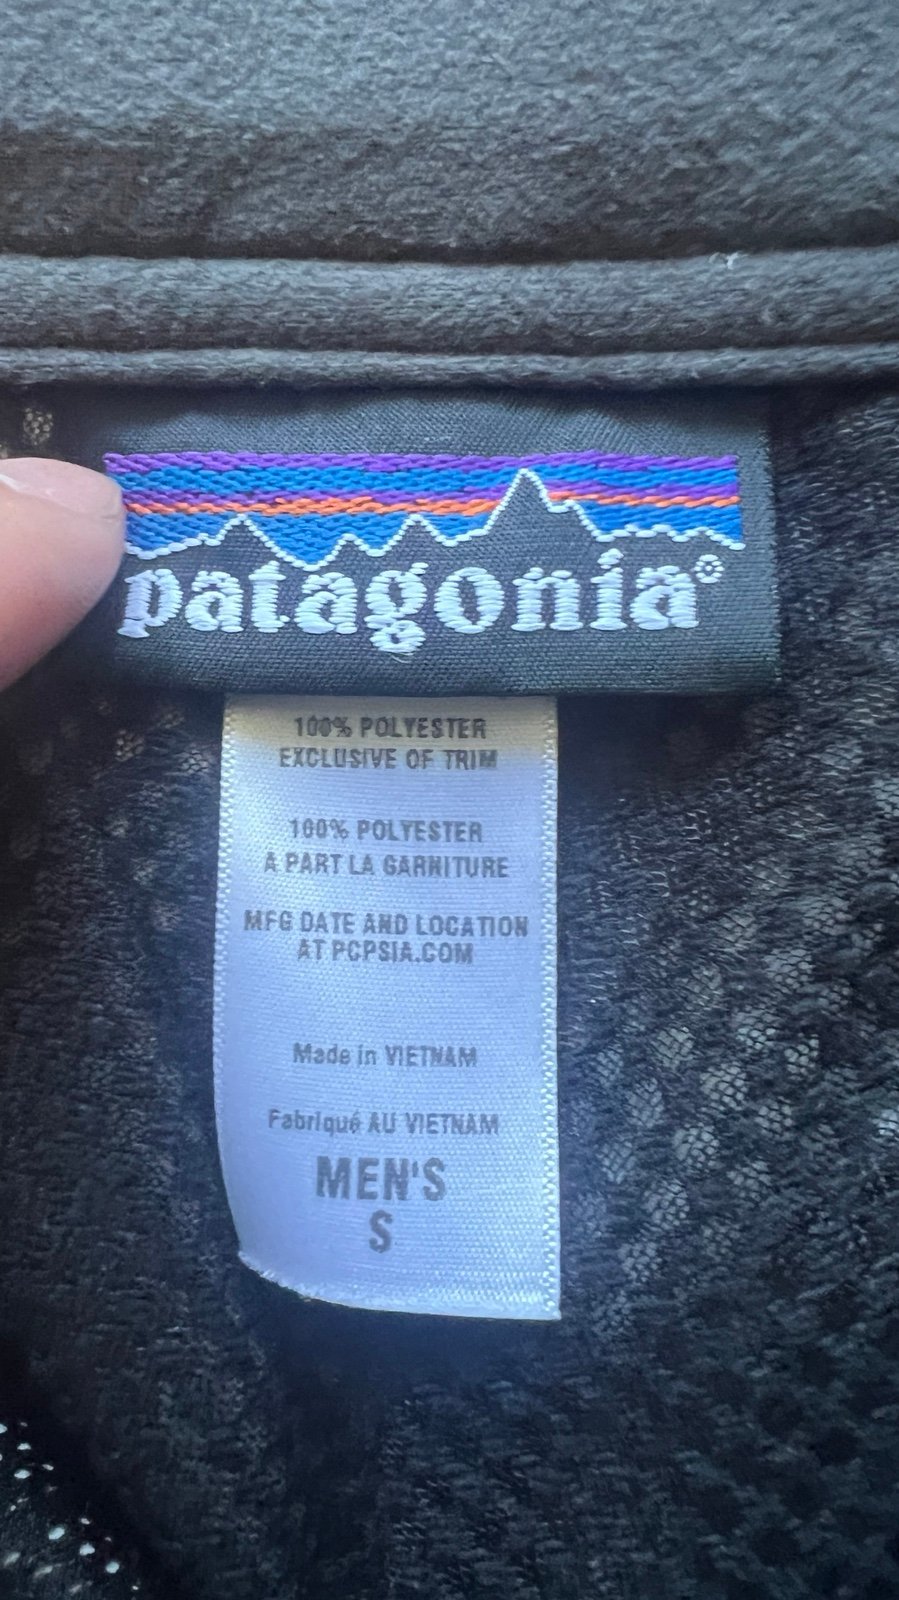 patagonia®
100% POLYESTER
EXCLUSIVE OF TRIM
100% POLYESTER
À PART LA GARNITURE
MFG DATE AND LOCATION
AT PCPSIA.COM
Made in VIETNAM
Fabriqué AU VIETNAM
MEN'S
S